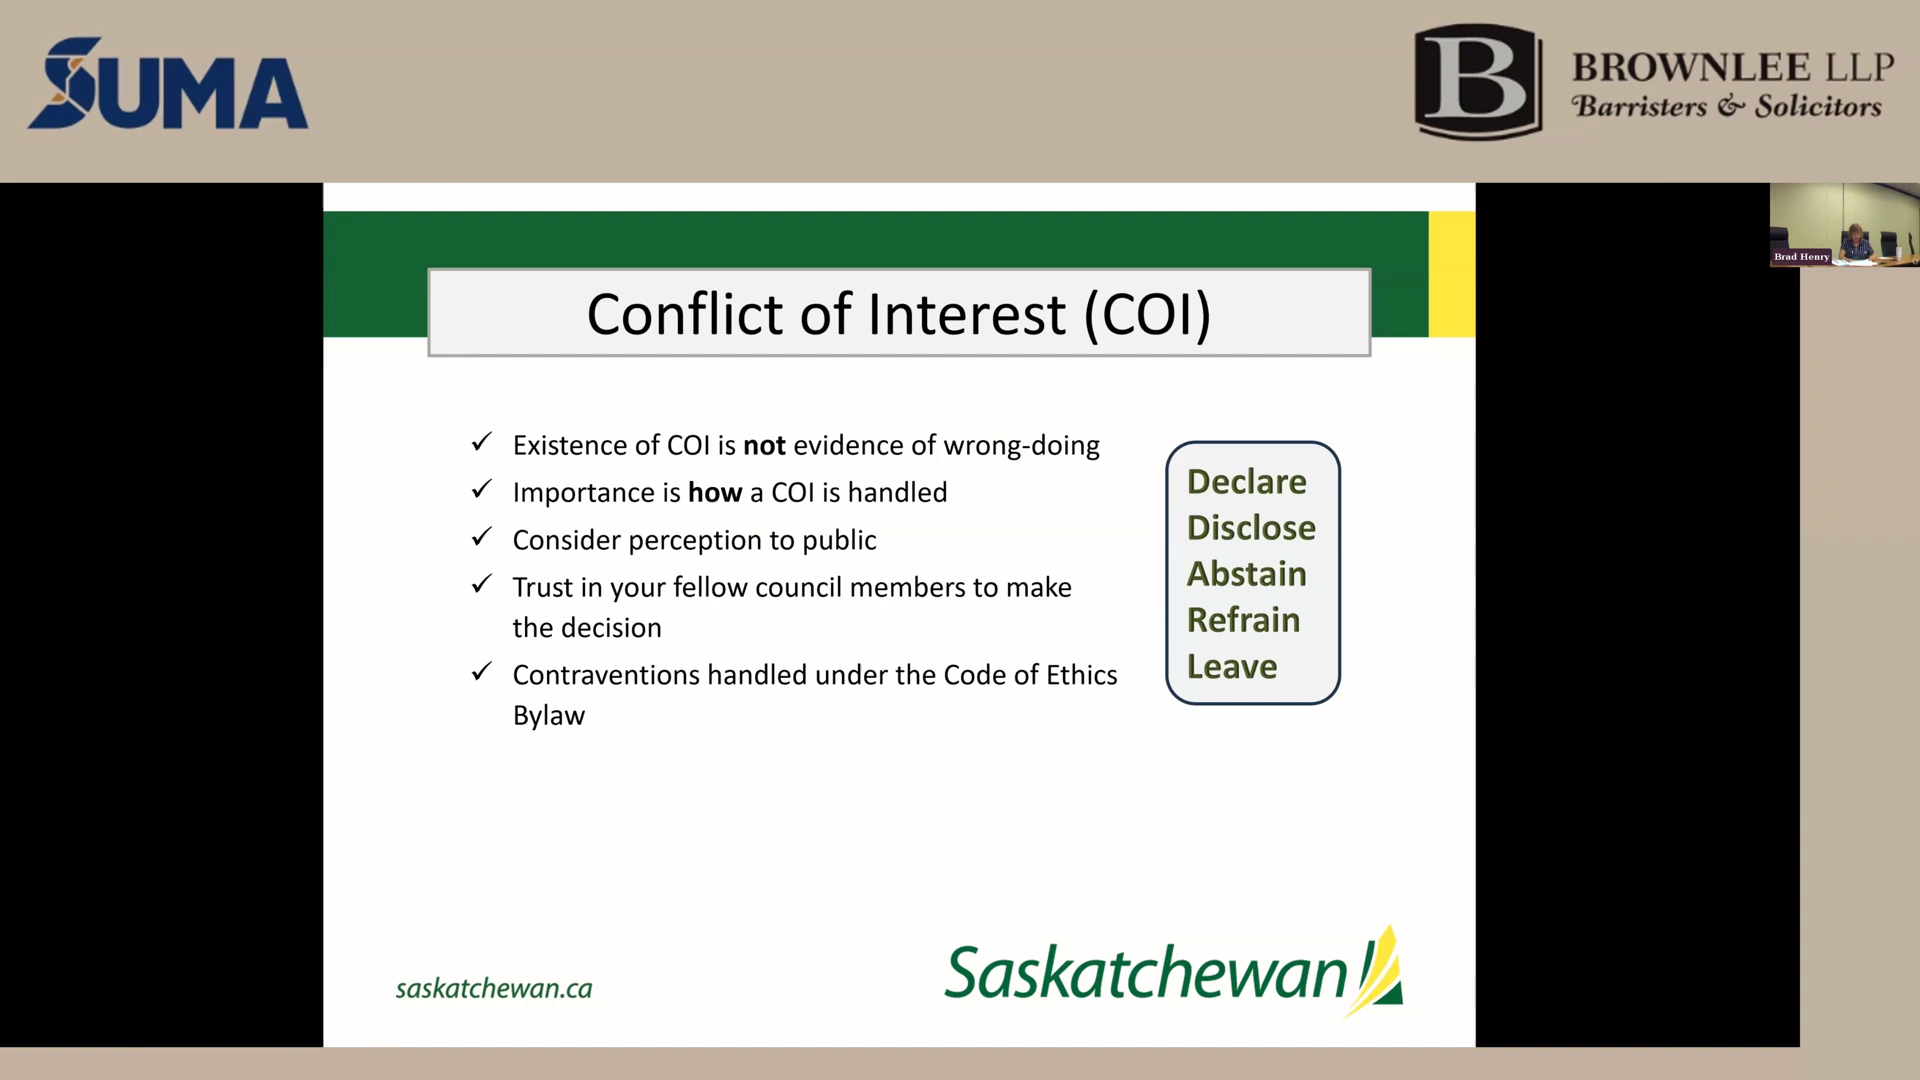 SUMA
B
BROWNLEE LLP
Barristers & Solicitors
Brad Henry
Conflict of Interest (COI)
✓ Existence of COI is not evidence of wrong-doing
✓ Importance is how a COI is handled
✓ Consider perception to public
✓ Trust in your fellow council members to make
the decision
✓ Contraventions handled under the Code of Ethics
Bylaw
Declare
Disclose
Abstain
Refrain
Leave
saskatchewan.ca
Saskatchewan